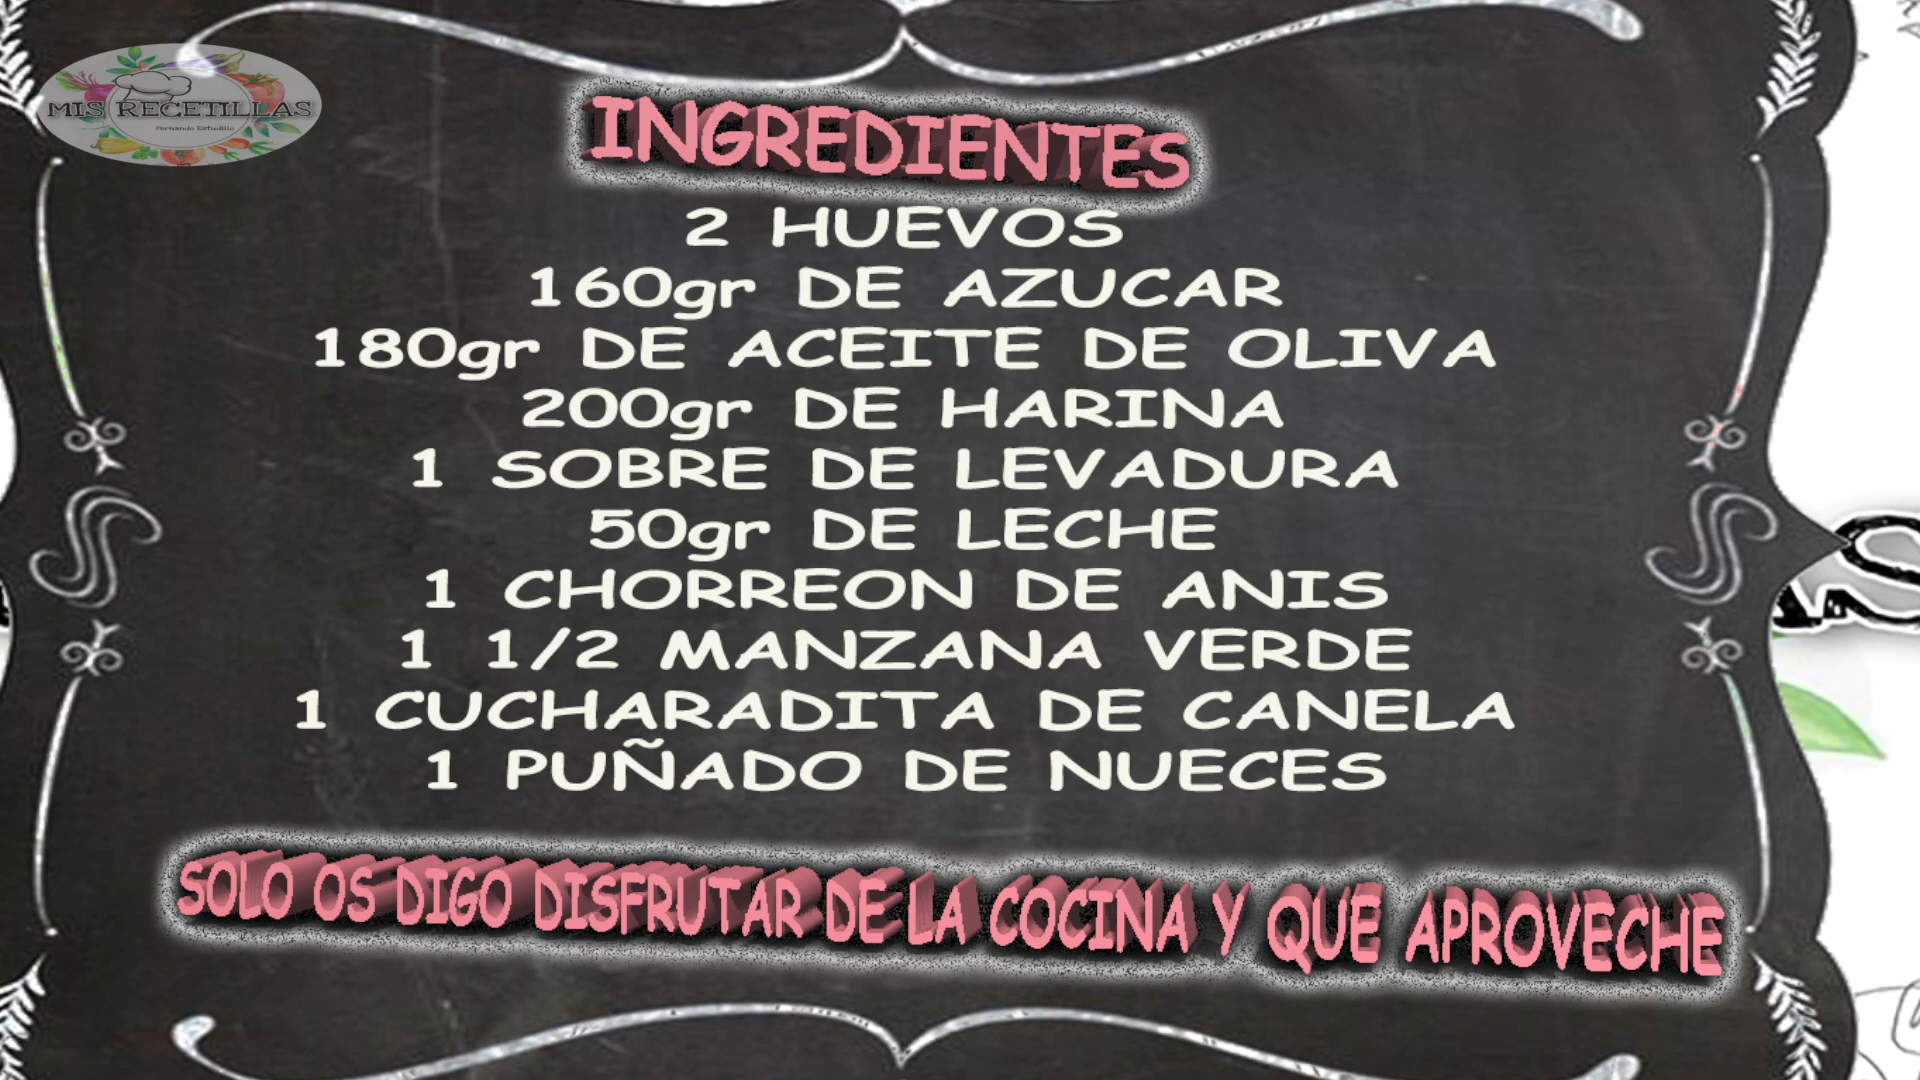 MIS RECETILLAS
Fernando Estudillo
INGREDIENTES
2 HUEVOS
160gr DE AZUCAR
180gr DE ACEITE DE OLIVA
200gr DE HARINA
1 SOBRE DE LEVADURA
50gr DE LECHE
1 CHORREON DE ANIS
1 1/2 MANZANA VERDE
1 CUCHARADITA DE CANELA
1 PUÑADO DE NUECES
SOLO OS DIGO DISFRUTAR DE LA COCINA Y QUE APROVECHE